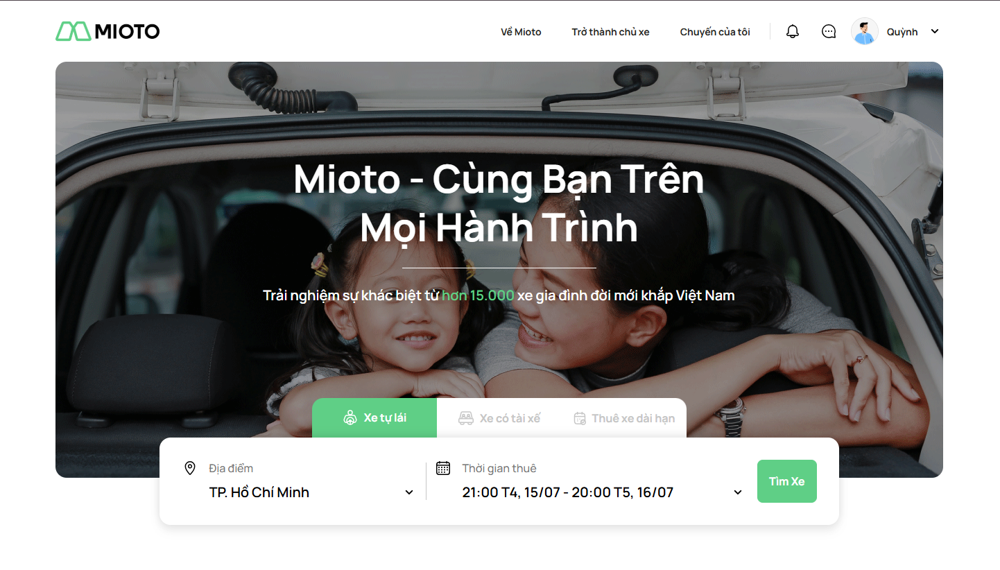 MIOTO
Về Mioto
Trở thành chủ xe
Chuyến của tôi
Quỳnh
Mioto - Cùng Bạn Trên
Mọi Hành Trình
Trải nghiệm sự khác biệt từ hơn 15.000 xe gia đình đời mới khắp Việt Nam
Xe tự lái
Xe có tài xế
Thuê xe dài hạn
Địa điểm
TP. Hồ Chí Minh
Thời gian thuê
21:00 T4, 15/07 - 20:00 T5, 16/07
Tìm Xe